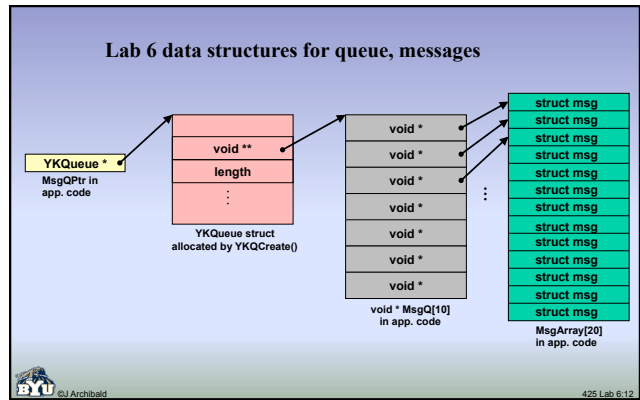 Lab 6 data structures for queue, messages
YKQueue *
MsgQPtr in
app. code
void **
length
⋮
YKQueue struct
allocated by YKQCreate()
void *
void *
void *
void *
void *
void *
void *
void * MsgQ[10]
in app. code
⋮
struct msg
struct msg
struct msg
struct msg
struct msg
struct msg
struct msg
struct msg
struct msg
struct msg
struct msg
struct msg
struct msg
MsgArray[20]
in app. code
BYU
©J Archibald
425 Lab 6:12